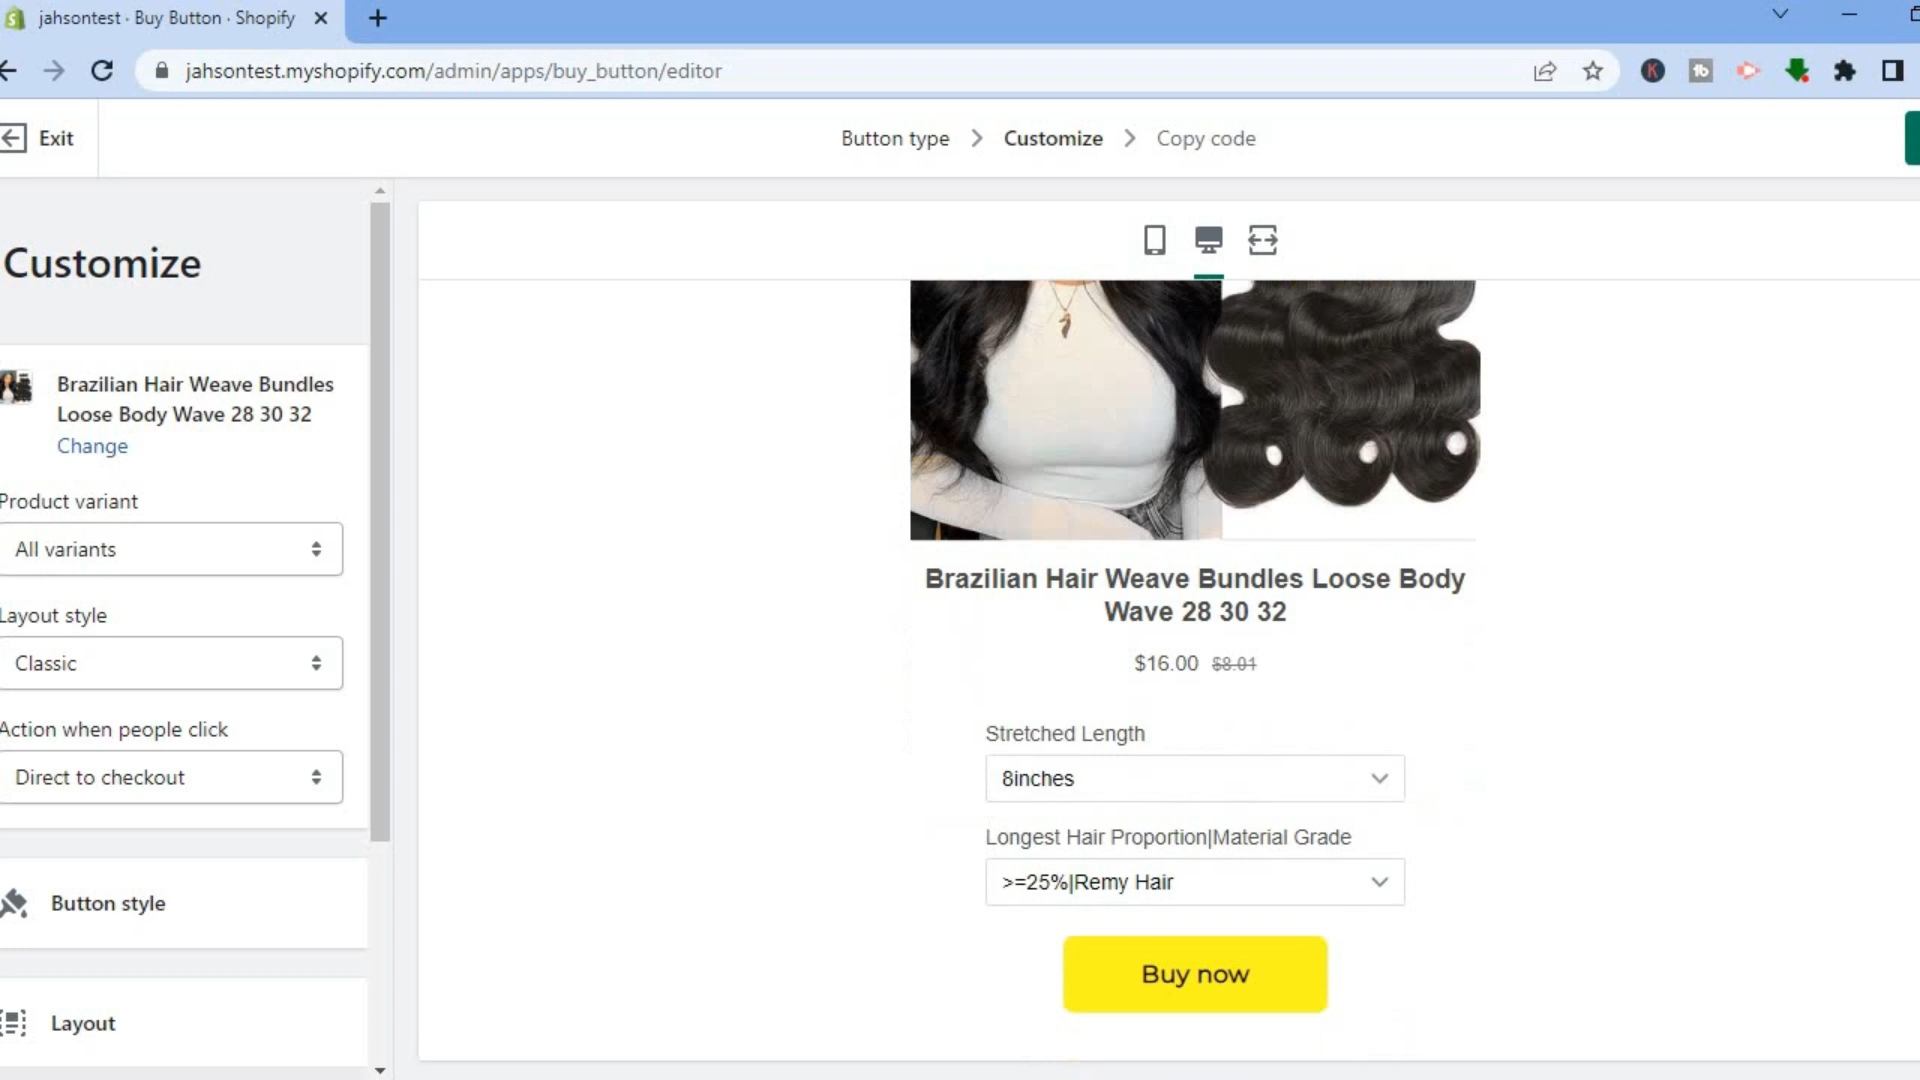 jahsontest · Buy Button · Shopify
jahsontest.myshopify.com/admin/apps/buy_button/editor
Exit
Button type
Customize
Copy code
Customize
Brazilian Hair Weave Bundles
Loose Body Wave 28 30 32
Change
Product variant
All variants
Layout style
Classic
Action when people click
Direct to checkout
Button style
Layout
Brazilian Hair Weave Bundles Loose Body
Wave 28 30 32
$16.00 $8.01
Stretched Length
8inches
Longest Hair Proportion|Material Grade
>=25%|Remy Hair
Buy now